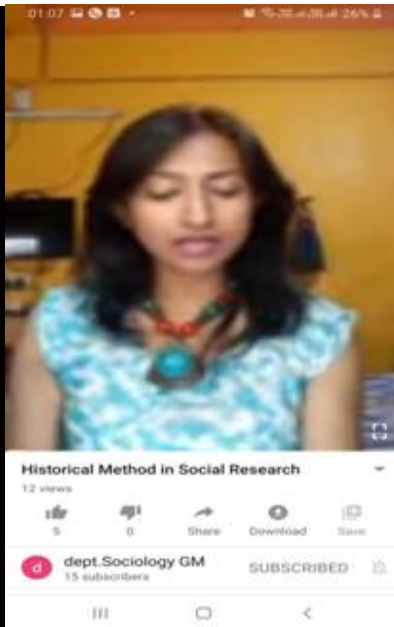 01:07
26%
Historical Method in Social Research
12 views
5 0 Share Download Save
d dept.Sociology GM SUBSCRIBED
15 subscribers